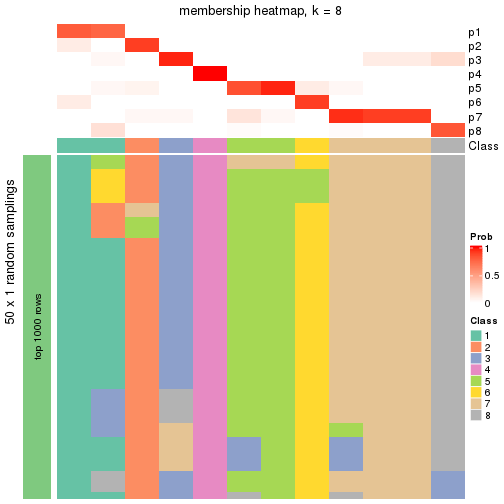 membership heatmap, k = 8
p1
p2
p3
p4
p5
p6
p7
p8
Class
50 x 1 random samplings
top 1000 rows
Prob
1
0.5
0
Class
1
2
3
4
5
6
7
8